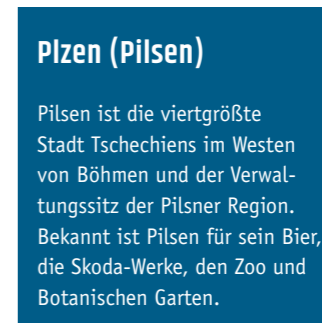 Plzen (Pilsen)
Pilsen ist die viertgrößte
Stadt Tschechiens im Westen
von Böhmen und der Verwal-
tungssitz der Pilsner Region.
Bekannt ist Pilsen für sein Bier,
die Skoda-Werke, den Zoo und
Botanischen Garten.